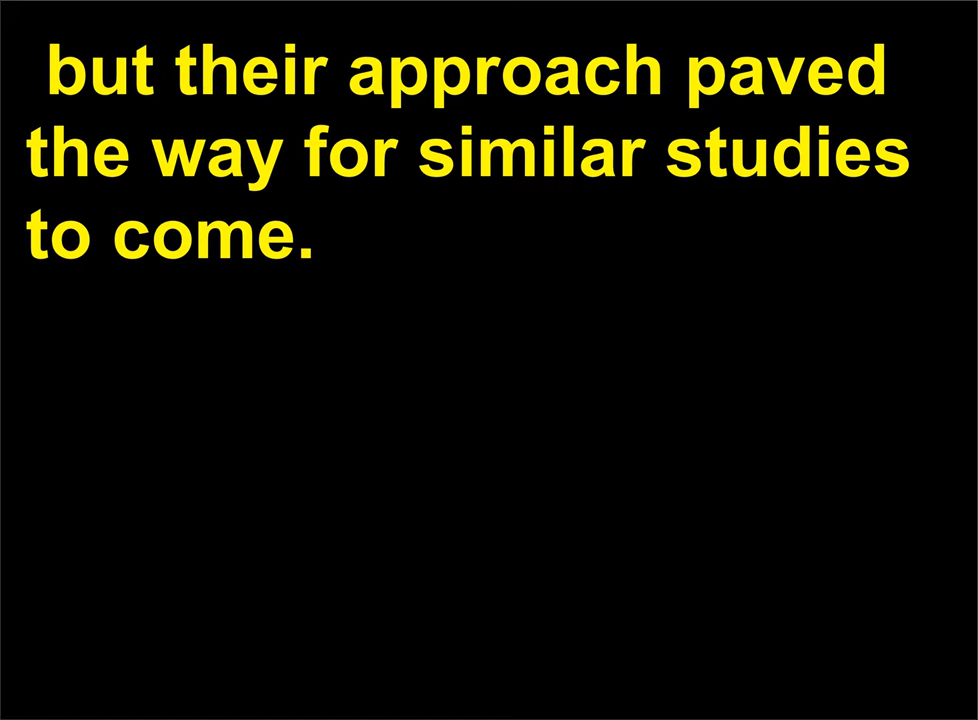 but their approach paved
the way for similar studies
to come.